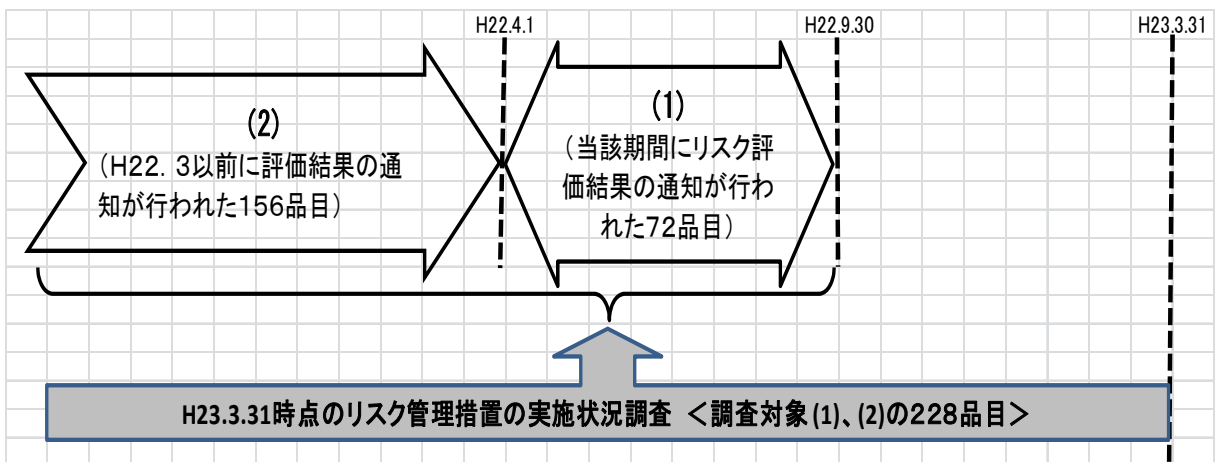 H22.4.1
H22.9.30
H23.3.31
(2)
（H22．3以前に評価結果の通
知が行われた156品目）
(1)
（当該期間にリスク評
価結果の通知が行わ
れた72品目）
H23.3.31時点のリスク管理措置の実施状況調査 ＜調査対象(1)、(2)の228品目＞